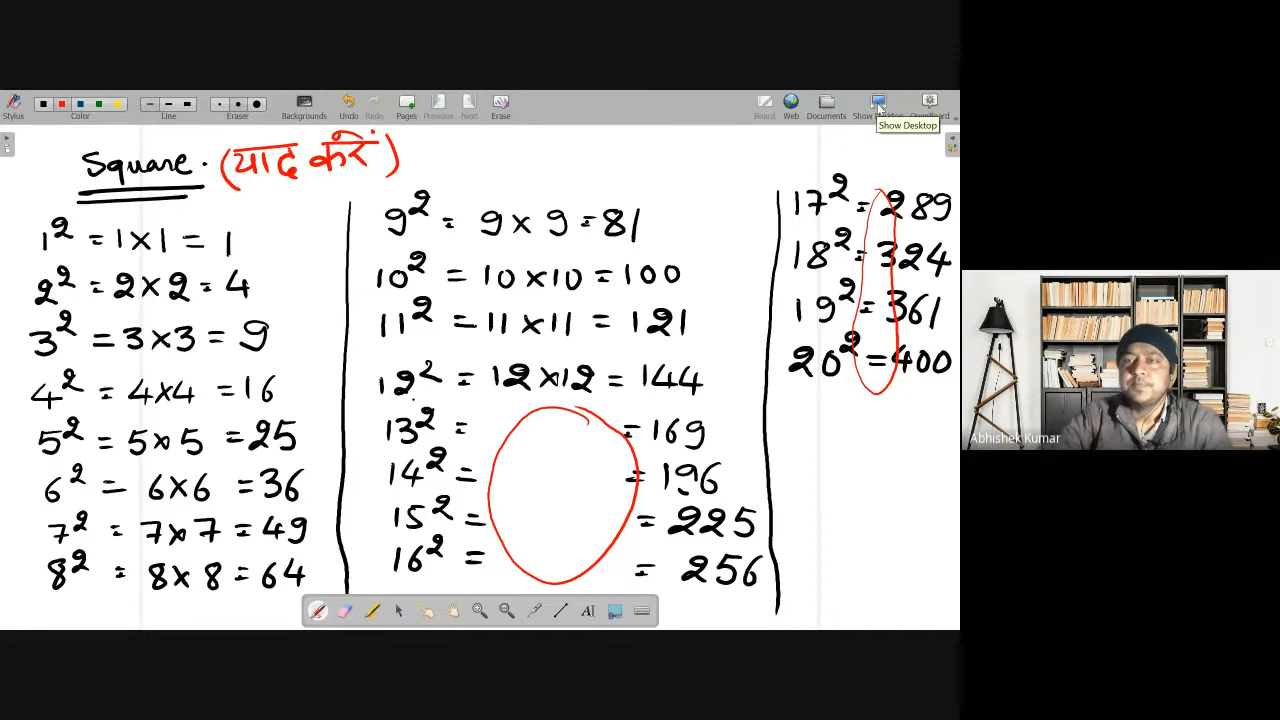 Stylus
Color
Line
Eraser
Backgrounds
Undo
Redo
Pages
Previous
Next
Erase
Board
Web
Documents
Show Desktop
OpenBoard
Show Desktop
Square. (याद करें)
1² = 1 × 1 = 1
2² = 2 × 2 = 4
3² = 3 × 3 = 9
4² = 4 × 4 = 16
5² = 5 × 5 = 25
6² = 6 × 6 = 36
7² = 7 × 7 = 49
8² = 8 × 8 = 64
9² = 9 × 9 = 81
10² = 10 × 10 = 100
11² = 11 × 11 = 121
12² = 12 × 12 = 144
13² = = 169
14² = = 196
15² = = 225
16² = = 256
17² = 289
18² = 324
19² = 361
20² = 400
Abhishek Kumar